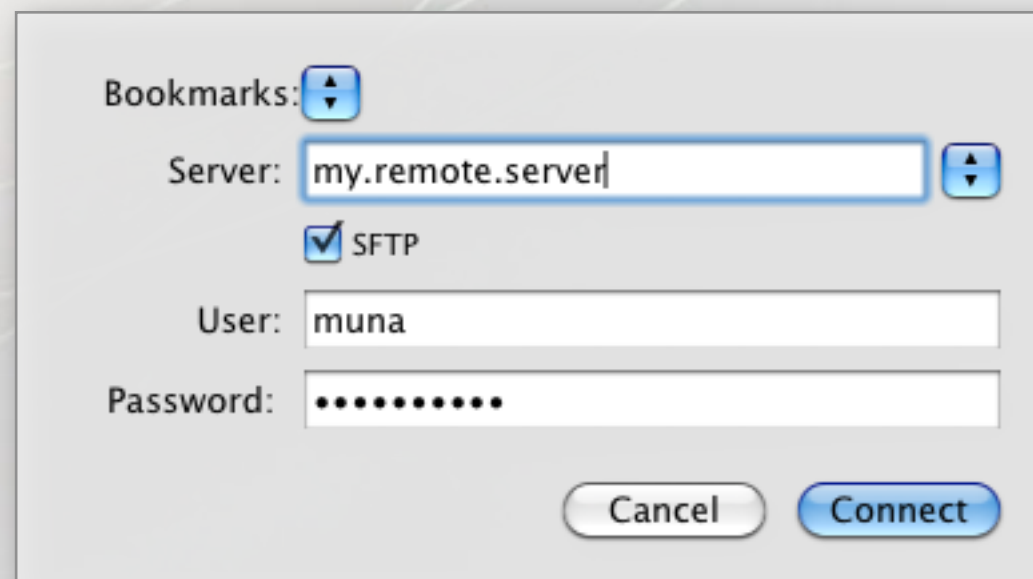 Bookmarks:
Server: my.remote.server
SFTP
User: muna
Password: ••••••••••
Cancel Connect